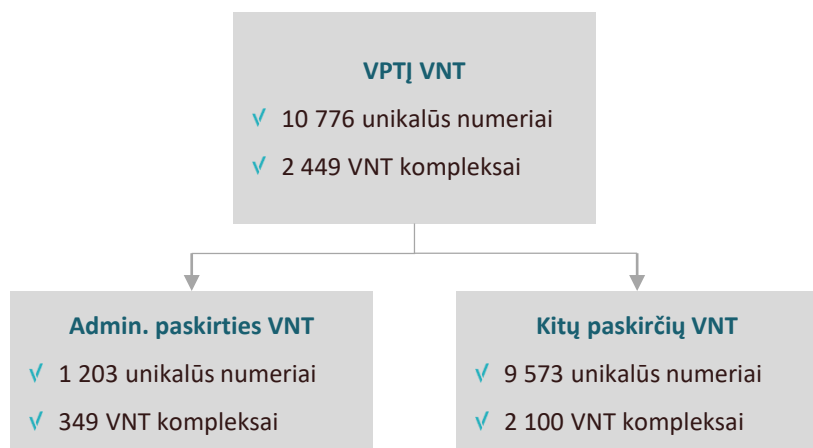 VPTĮ VNT
√ 10 776 unikalūs numeriai
√ 2 449 VNT kompleksai
Admin. paskirties VNT
√ 1 203 unikalūs numeriai
√ 349 VNT kompleksai
Kitų paskirčių VNT
√ 9 573 unikalūs numeriai
√ 2 100 VNT kompleksai